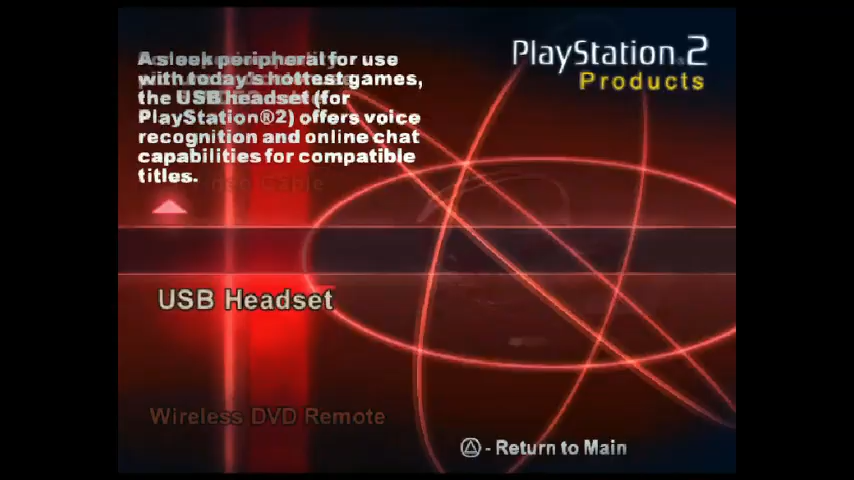 A sleek peripheral for use
with today's hottest games,
the USB headset (for
PlayStation®2) offers voice
recognition and online chat
capabilities for compatible
titles.
PlayStation®2
Products
USB Headset
Wireless DVD Remote
- Return to Main